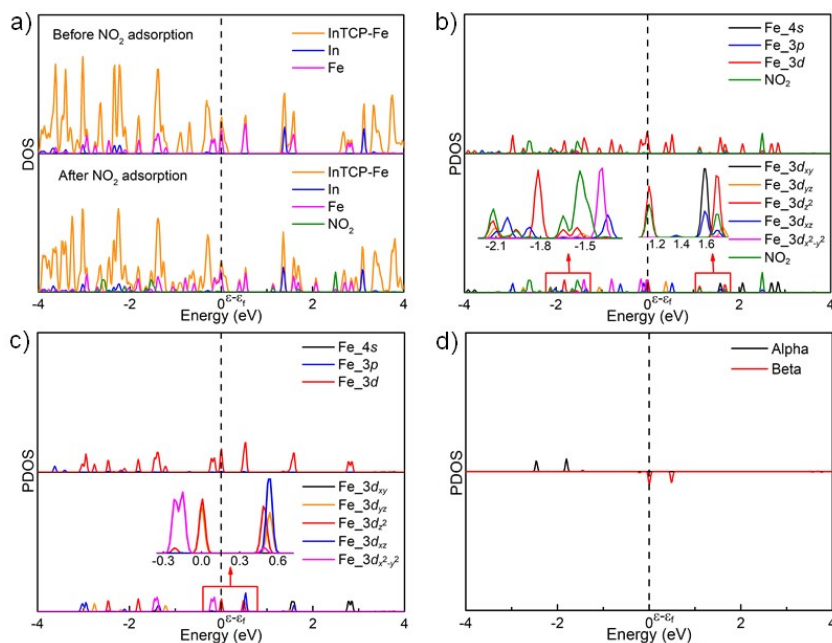 a)
Before NO2 adsorption
InTCP-Fe
In
Fe
DOS
After NO2 adsorption
InTCP-Fe
In
Fe
NO2
-4 -2 0 2 4
ε-εf
Energy (eV)
b)
Fe_4s
Fe_3p
Fe_3d
NO2
PDOS
Fe_3dxy
Fe_3dyz
Fe_3dz2
Fe_3dxz
Fe_3dx2-y2
NO2
-2.1 -1.8 -1.5
1.2 1.4 1.6
-4 -2 0 2 4
ε-εf
Energy (eV)
c)
Fe_4s
Fe_3p
Fe_3d
PDOS
Fe_3dxy
Fe_3dyz
Fe_3dz2
Fe_3dxz
Fe_3dx2-y2
-0.3 0.0 0.3 0.6
-4 -2 0 2 4
ε-εf
Energy (eV)
d)
Alpha
Beta
PDOS
-4 -2 0 2 4
ε-εf
Energy (eV)